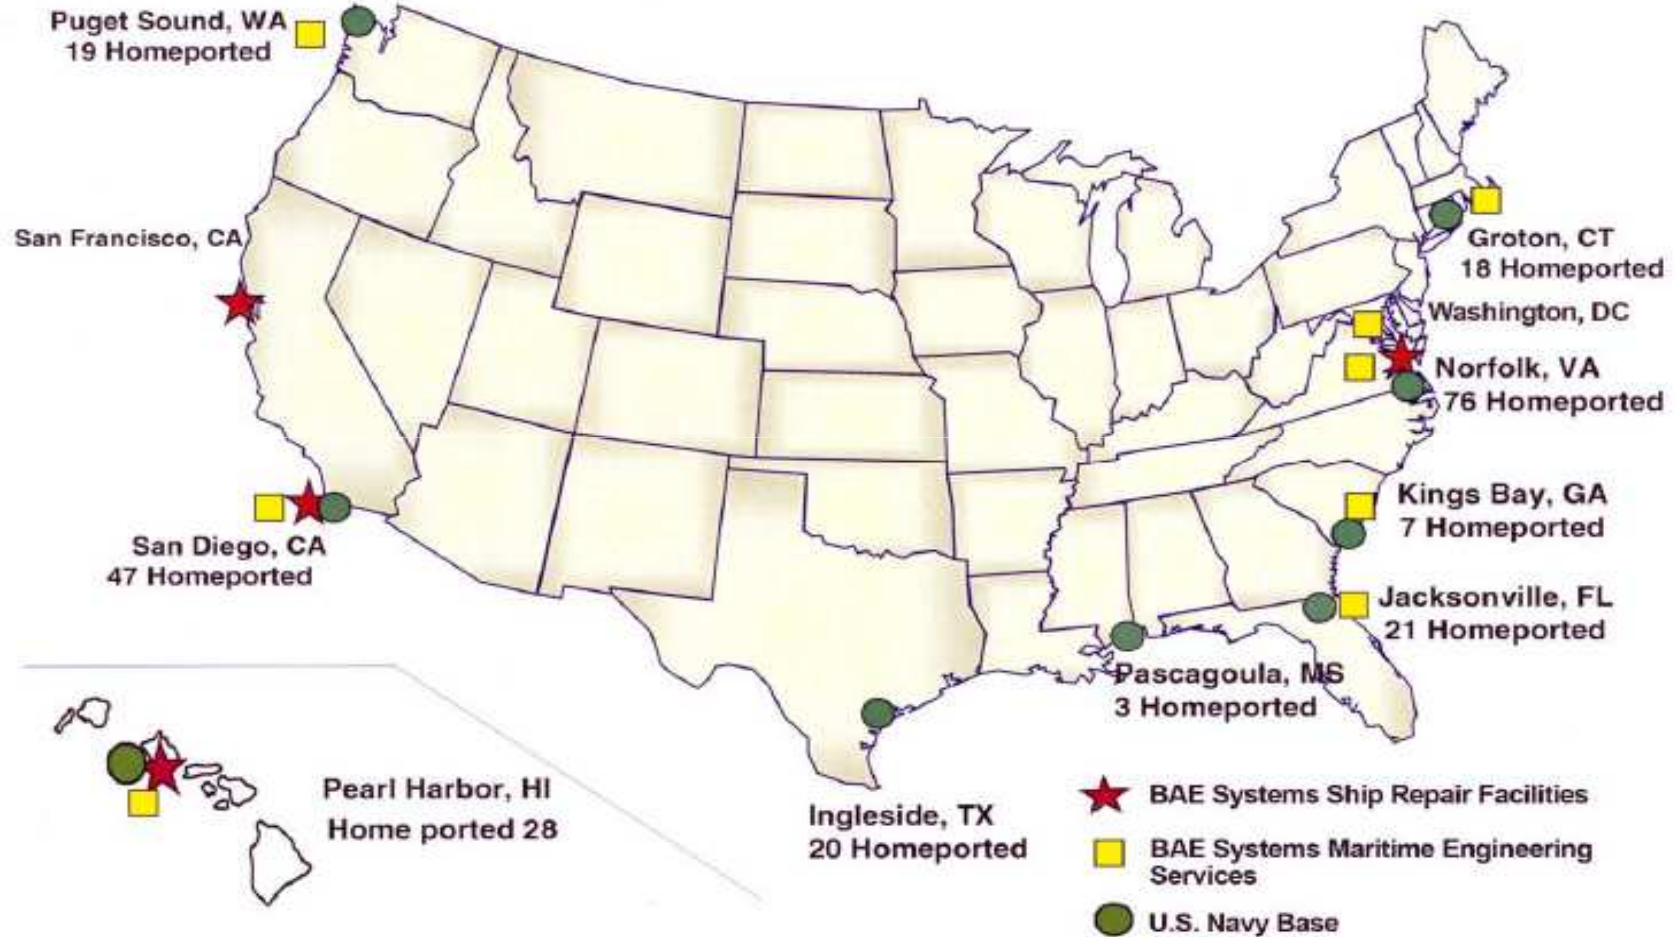 Puget Sound, WA
19 Homeported
San Francisco, CA
Groton, CT
18 Homeported
Washington, DC
Norfolk, VA
76 Homeported
Kings Bay, GA
7 Homeported
San Diego, CA
47 Homeported
Jacksonville, FL
21 Homeported
Pascagoula, MS
3 Homeported
Pearl Harbor, HI
Home ported 28
Ingleside, TX
20 Homeported
BAE Systems Ship Repair Facilities
BAE Systems Maritime Engineering
Services
U.S. Navy Base